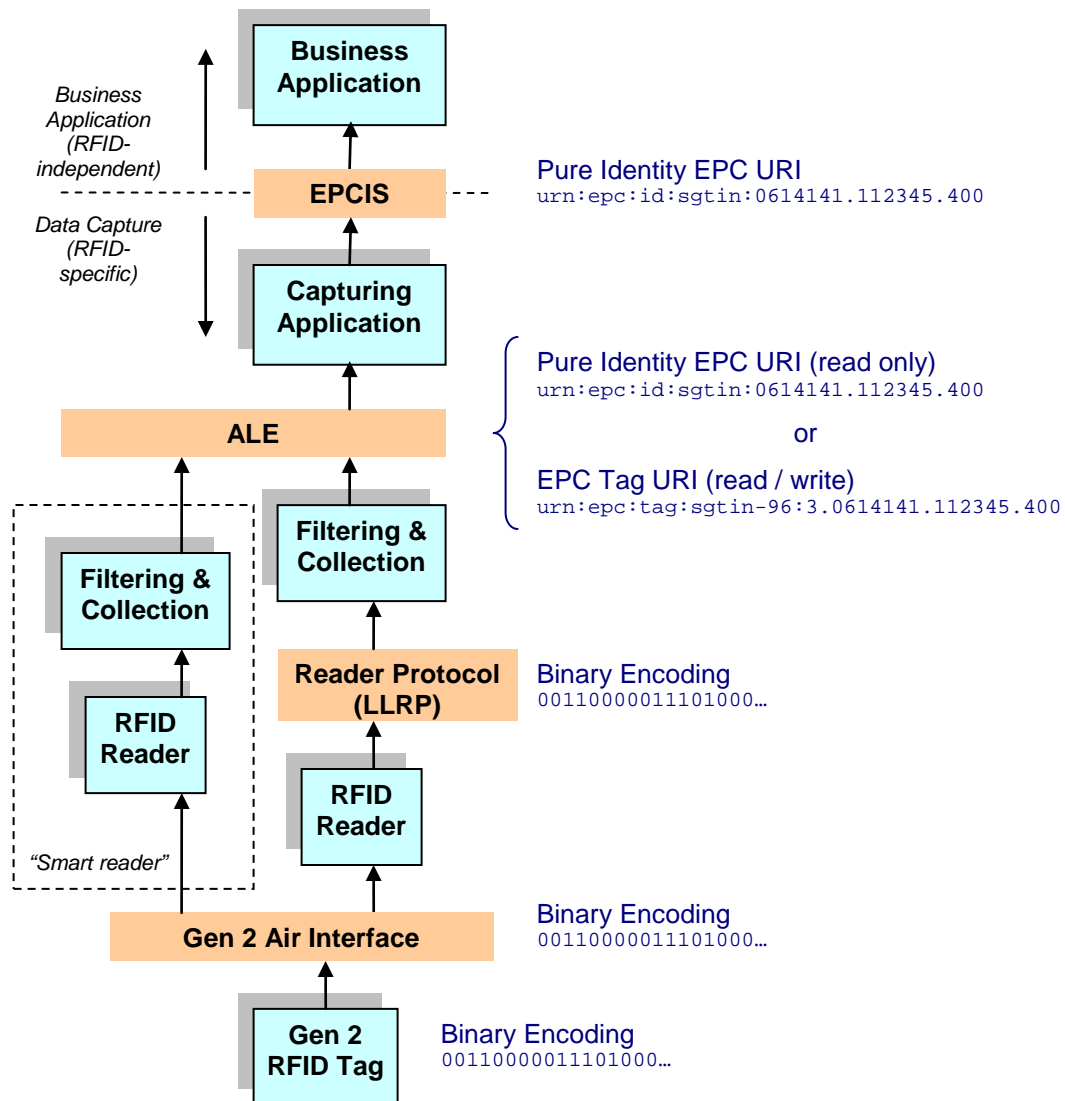 Business
Application
Business
Application
(RFID-
independent)
Pure Identity EPC URI
urn:epc:id:sgtin:0614141.112345.400
EPCIS
Data Capture
(RFID-
specific)
Capturing
Application
Pure Identity EPC URI (read only)
urn:epc:id:sgtin:0614141.112345.400
or
EPC Tag URI (read / write)
urn:epc:tag:sgtin-96:3.0614141.112345.400
ALE
Filtering &
Collection
Filtering &
Collection
Reader Protocol
(LLRP)
Binary Encoding
00110000011101000…
RFID
Reader
RFID
Reader
“Smart reader”
Gen 2 Air Interface
Binary Encoding
00110000011101000…
Gen 2
RFID Tag
Binary Encoding
00110000011101000…